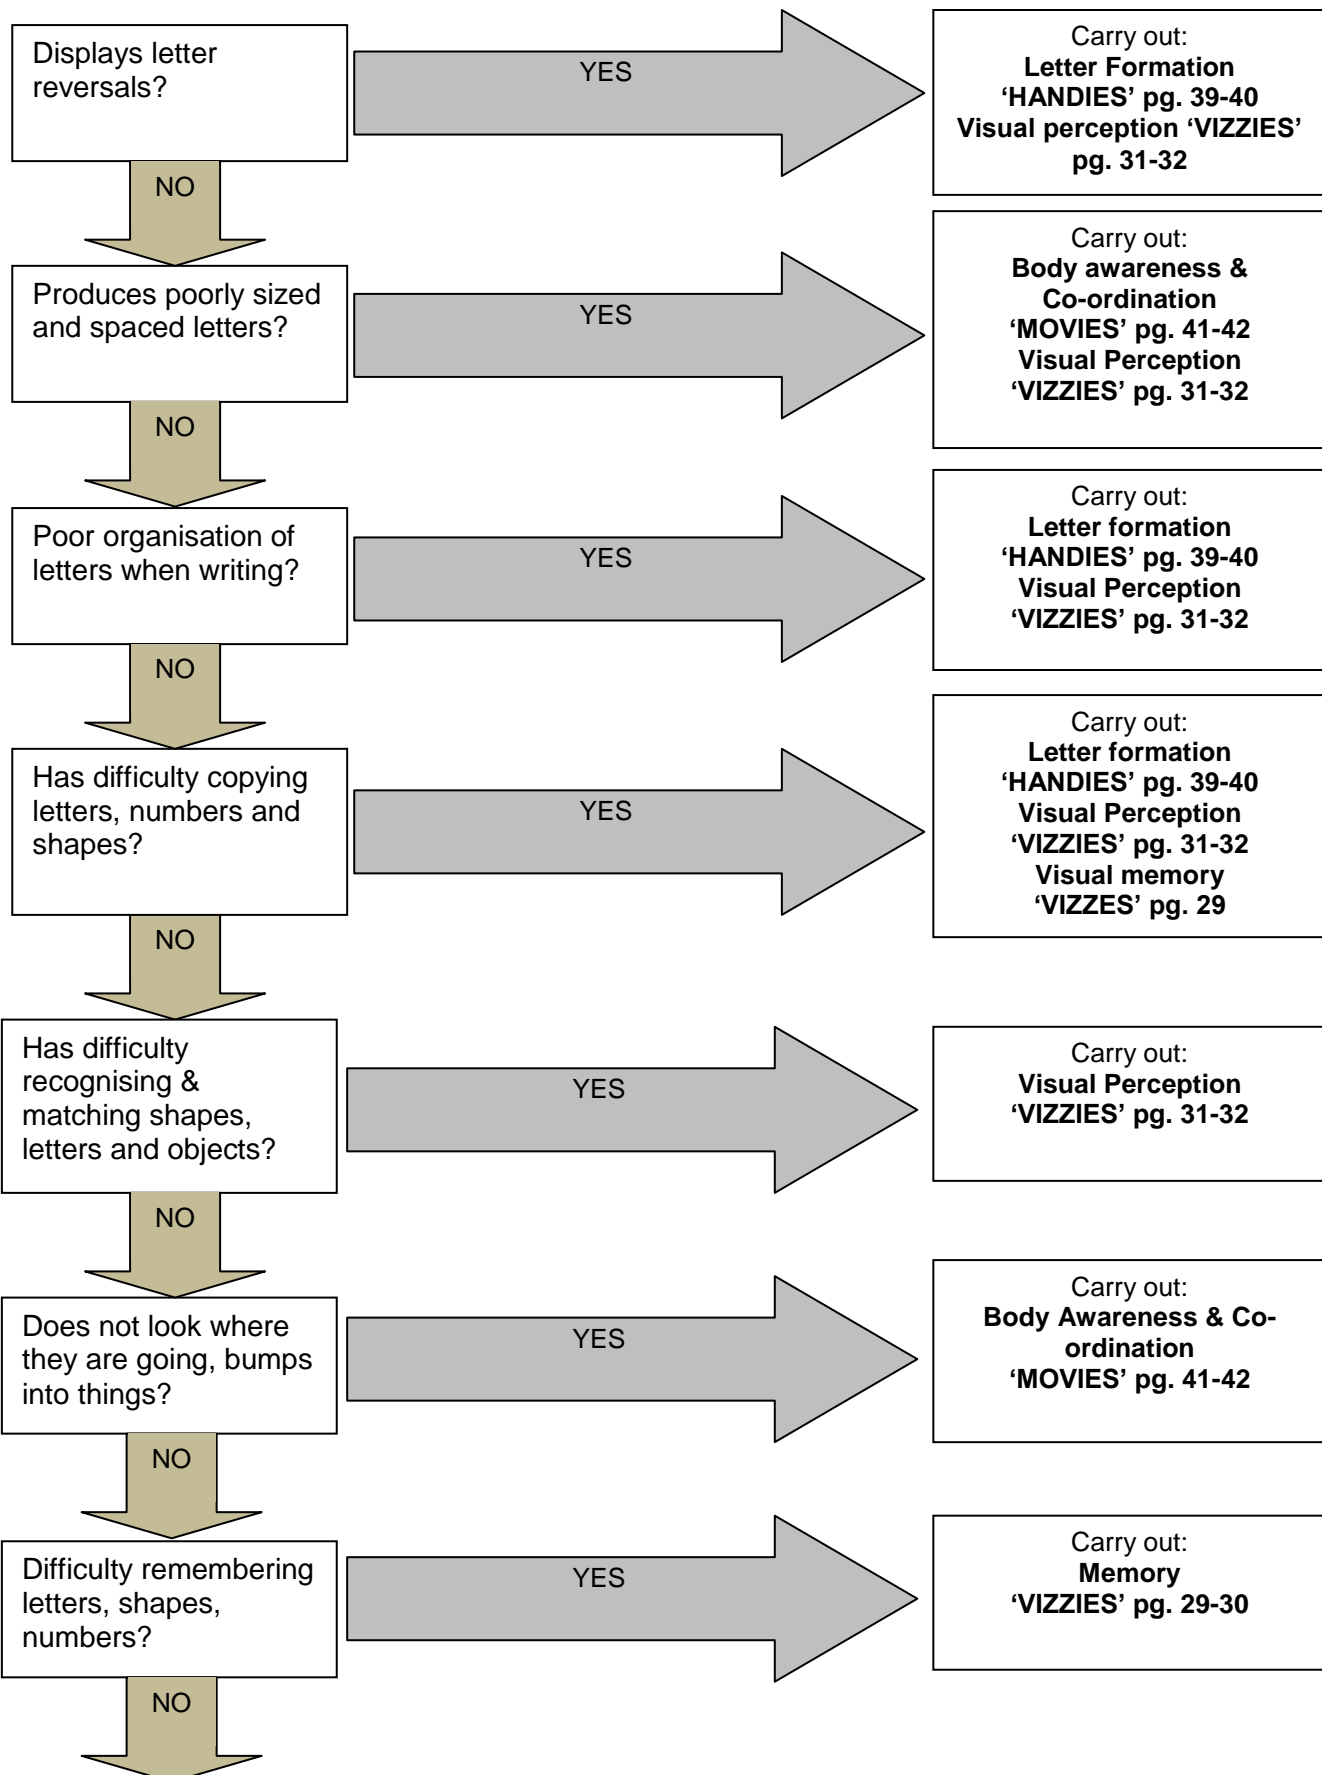 Displays letter
reversals?
YES
Carry out:
Letter Formation
‘HANDIES’ pg. 39-40
Visual perception ‘VIZZIES’
pg. 31-32
NO
Produces poorly sized
and spaced letters?
YES
Carry out:
Body awareness &
Co-ordination
‘MOVIES’ pg. 41-42
Visual Perception
‘VIZZIES’ pg. 31-32
NO
Poor organisation of
letters when writing?
YES
Carry out:
Letter formation
‘HANDIES’ pg. 39-40
Visual Perception
‘VIZZIES’ pg. 31-32
NO
Has difficulty copying
letters, numbers and
shapes?
YES
Carry out:
Letter formation
‘HANDIES’ pg. 39-40
Visual Perception
‘VIZZIES’ pg. 31-32
Visual memory
‘VIZZES’ pg. 29
NO
Has difficulty
recognising &
matching shapes,
letters and objects?
YES
Carry out:
Visual Perception
‘VIZZIES’ pg. 31-32
NO
Does not look where
they are going, bumps
into things?
YES
Carry out:
Body Awareness & Co-
ordination
‘MOVIES’ pg. 41-42
NO
Difficulty remembering
letters, shapes,
numbers?
YES
Carry out:
Memory
‘VIZZIES’ pg. 29-30
NO